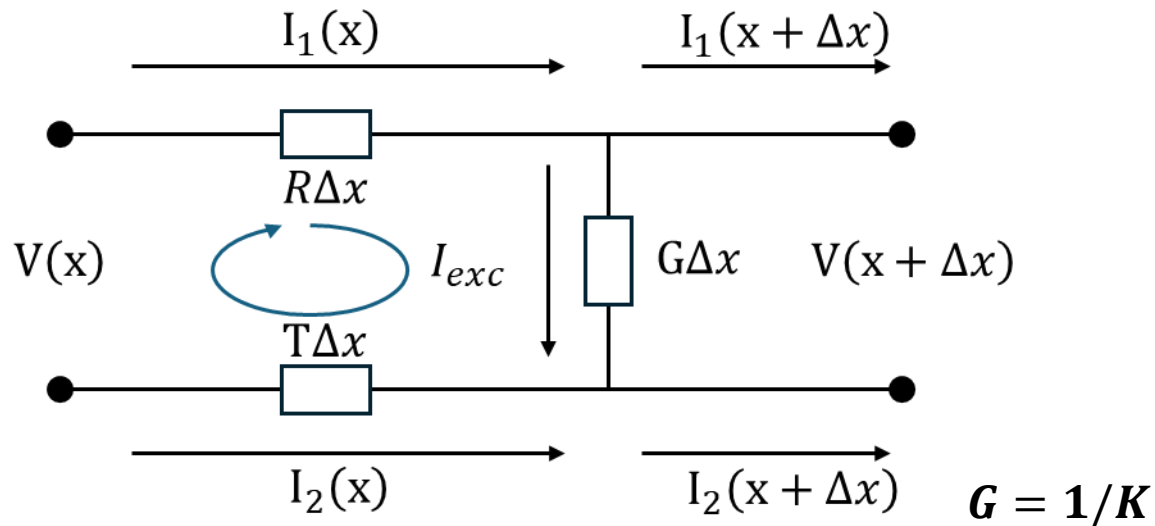 I₁(x) I₁(x + Δx)
RΔx
V(x) I_exc GΔx V(x + Δx)
TΔx
I₂(x) I₂(x + Δx) G = 1/K